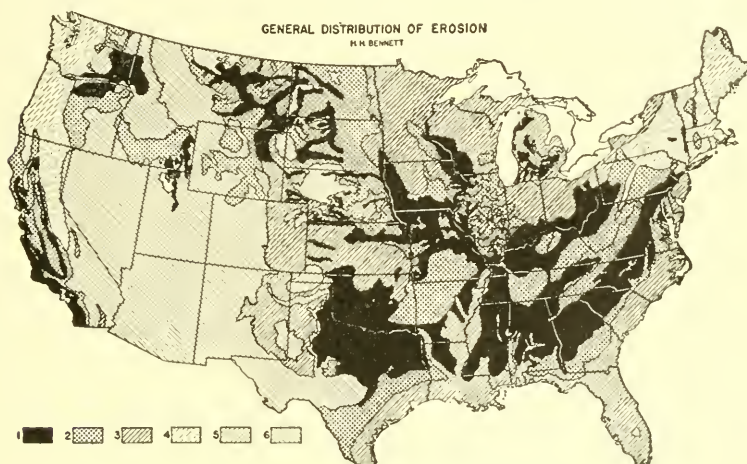 GENERAL DISTRIBUTION OF EROSION
H. H. BENNETT
1 2 3 4 5 6